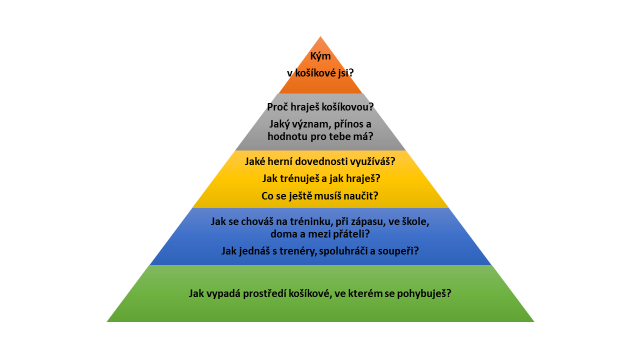 Kým
v košíkové jsi?
Proč hraješ košíkovou?
Jaký význam, přínos a
hodnotu pro tebe má?
Jaké herní dovednosti využíváš?
Jak trénuješ a jak hraješ?
Co se ještě musíš naučit?
Jak se chováš na tréninku, při zápasu, ve škole,
doma a mezi přáteli?
Jak jednáš s trenéry, spoluhráči a soupeři?
Jak vypadá prostředí košíkové, ve kterém se pohybuješ?